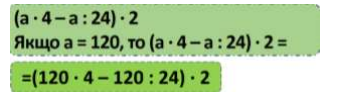 (а · 4 – а : 24) · 2
Якщо а = 120, то (а · 4 – а : 24) · 2 =
=(120 · 4 – 120 : 24) · 2